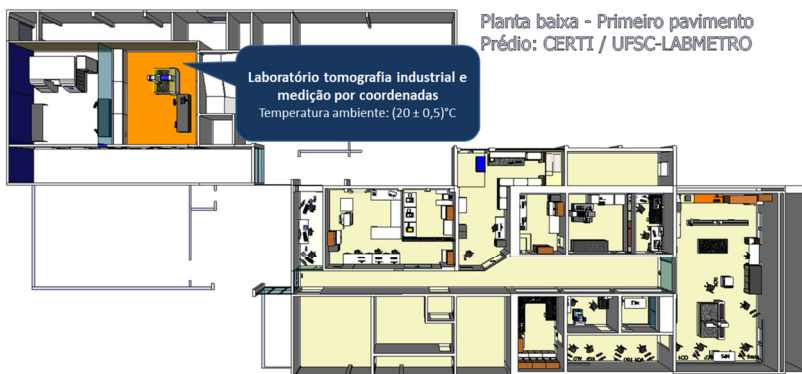 Planta baixa - Primeiro pavimento
Prédio: CERTI / UFSC-LABMETRO
Laboratório tomografia industrial e
medição por coordenadas
Temperatura ambiente: (20 ± 0,5)°C